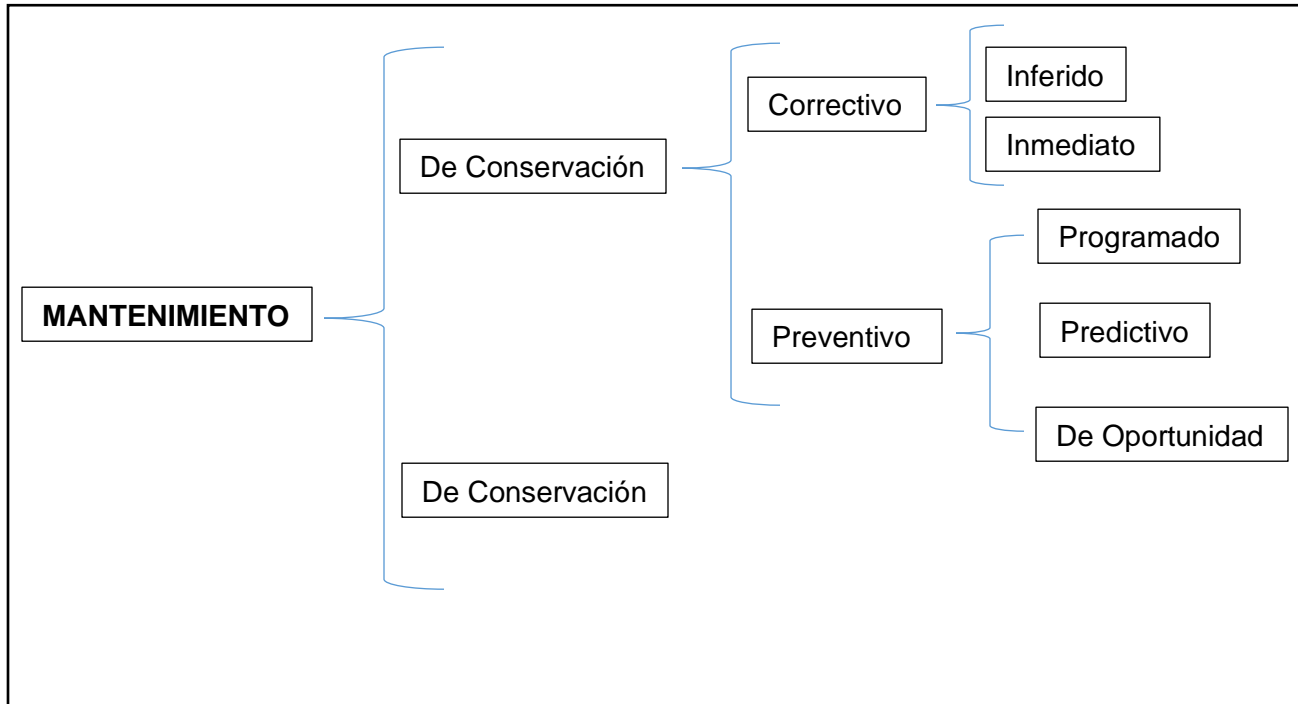 MANTENIMIENTO
De Conservación
Correctivo
Inferido
Inmediato
Preventivo
Programado
Predictivo
De Oportunidad
De Conservación